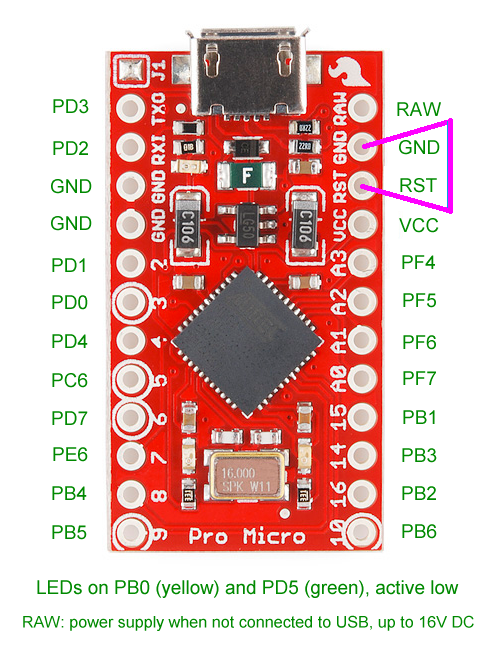 J1
PD3 TXO RAW RAW
PD2 RXI GND GND
GND GND RST RST
GND GND VCC VCC
PD1 2 A3 PF4
PD0 3 A2 PF5
PD4 4 A1 PF6
PC6 5 A0 PF7
PD7 6 15 PB1
PE6 7 14 PB3
PB4 8 16 PB2
PB5 9 10 PB6
F
C106
LG50
C106
16.000
SPK W11
Pro Micro
LEDs on PB0 (yellow) and PD5 (green), active low
RAW: power supply when not connected to USB, up to 16V DC